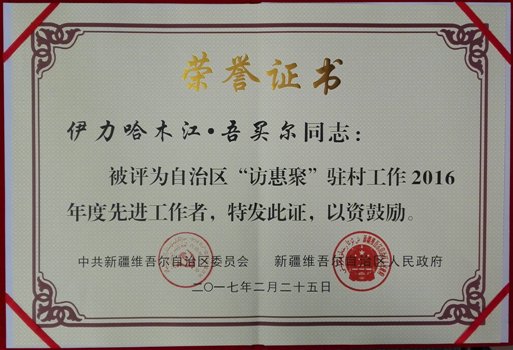 荣誉证书
伊力哈木江·吾买尔同志：
被评为自治区“访惠聚”驻村工作2016
年度先进工作者，特发此证，以资鼓励。
中共新疆维吾尔自治区委员会 新疆维吾尔自治区人民政府
二〇一七年二月二十五日